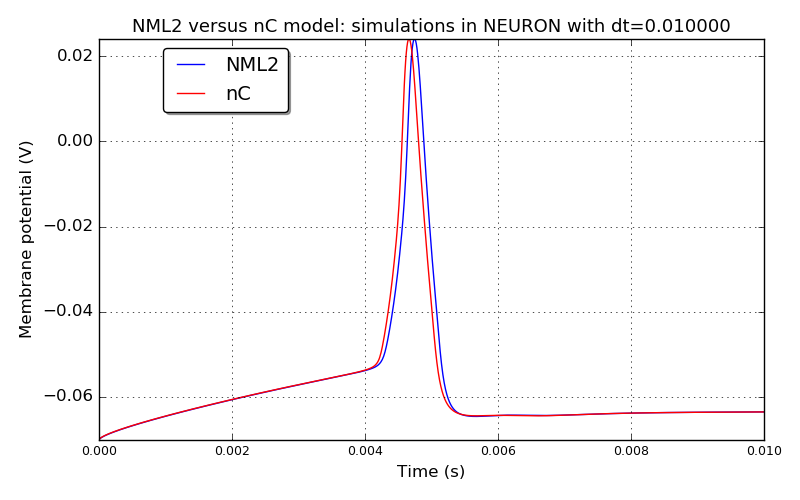 NML2 versus nC model: simulations in NEURON with dt=0.010000
NML2
nC
Membrane potential (V)
0.02
0.00
−0.02
−0.04
−0.06
0.000
0.002
0.004
0.006
0.008
0.010
Time (s)